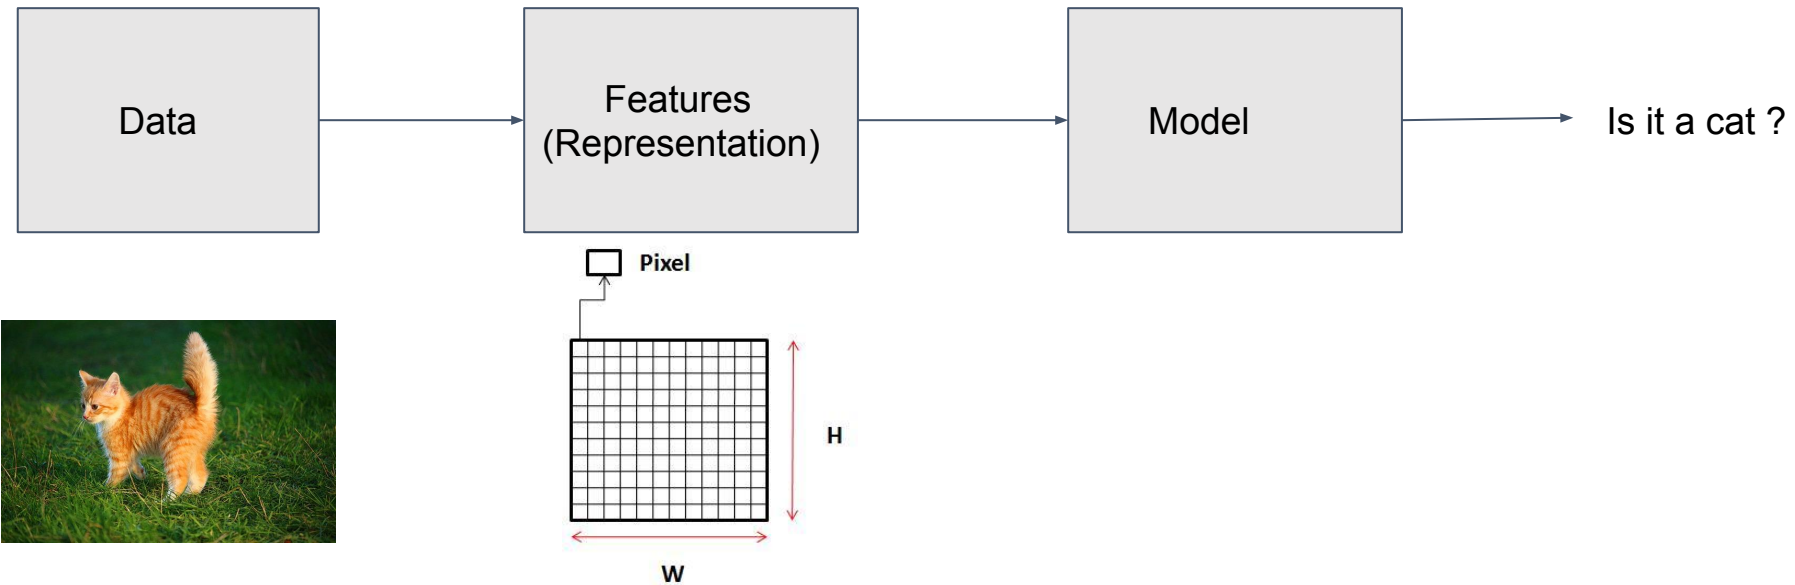 Data
Features
(Representation)
Model
Is it a cat ?
Pixel
H
W